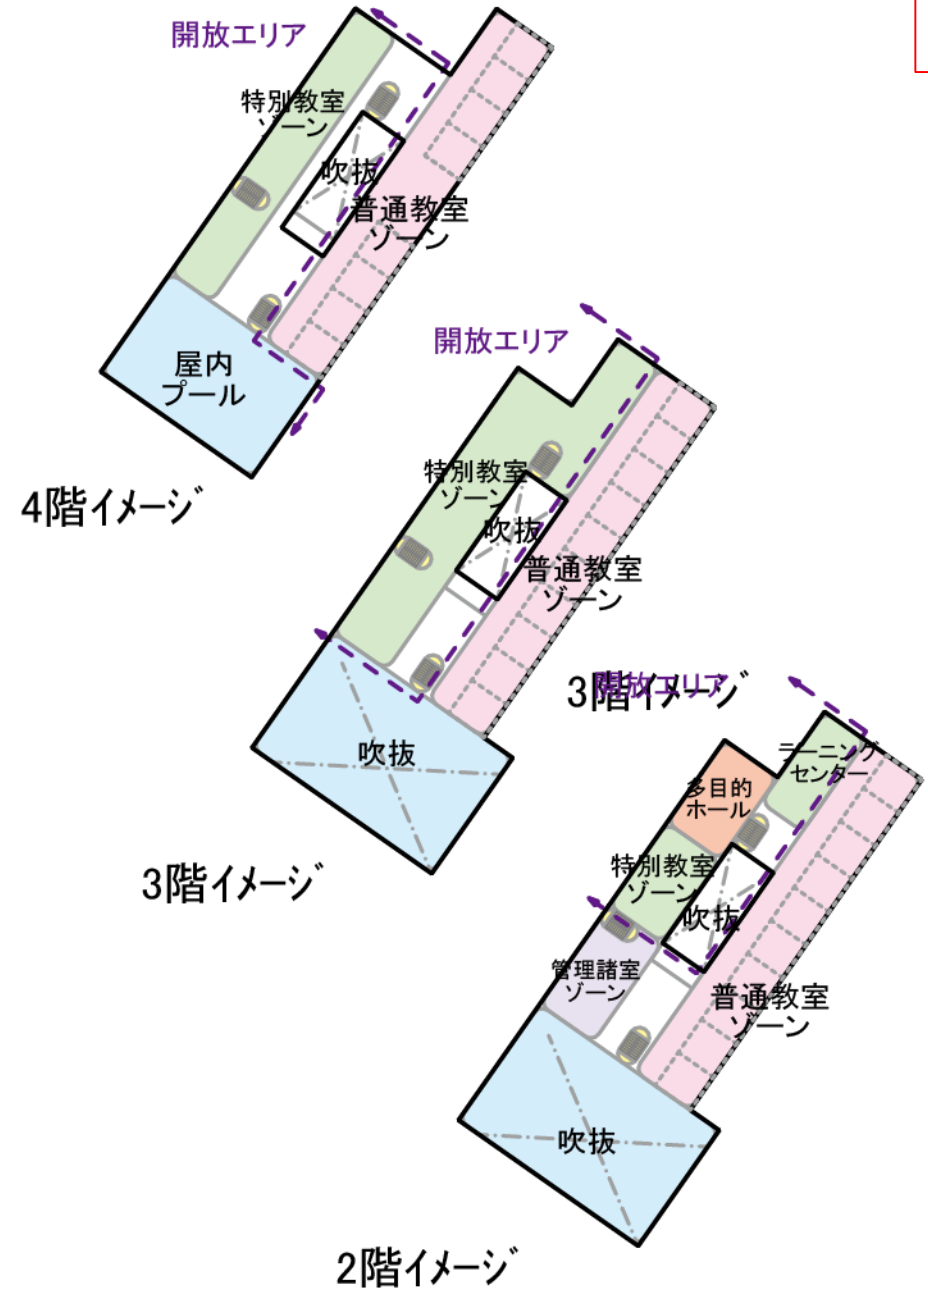 開放エリア
特別教室
ゾーン
吹抜
普通教室
ゾーン
屋内
プール
4階イメージ
開放エリア
特別教室
ゾーン
吹抜
普通教室
ゾーン
吹抜
3階イメージ
3階イメージ
開放エリア
ラーニング
センター
多目的
ホール
特別教室
ゾーン
吹抜
管理諸室
ゾーン
普通教室
ゾーン
吹抜
2階イメージ